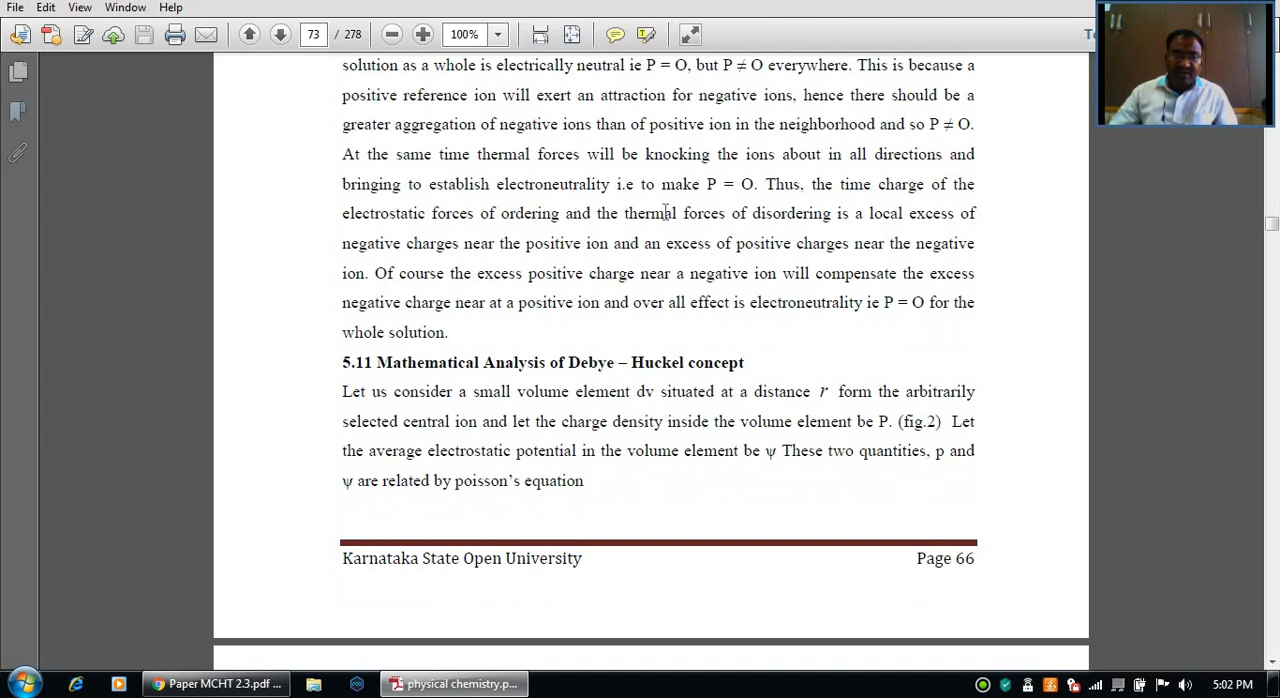 File Edit View Window Help
73 / 278 100%
solution as a whole is electrically neutral ie P = O, but P ≠ O everywhere. This is because a
positive reference ion will exert an attraction for negative ions, hence there should be a
greater aggregation of negative ions than of positive ion in the neighborhood and so P ≠ O.
At the same time thermal forces will be knocking the ions about in all directions and
bringing to establish electroneutrality i.e to make P = O. Thus, the time charge of the
electrostatic forces of ordering and the thermal forces of disordering is a local excess of
negative charges near the positive ion and an excess of positive charges near the negative
ion. Of course the excess positive charge near a negative ion will compensate the excess
negative charge near at a positive ion and over all effect is electroneutrality ie P = O for the
whole solution.
5.11 Mathematical Analysis of Debye – Huckel concept
Let us consider a small volume element dv situated at a distance r form the arbitrarily
selected central ion and let the charge density inside the volume element be P. (fig.2) Let
the average electrostatic potential in the volume element be ψ These two quantities, p and
ψ are related by poisson's equation
Karnataka State Open University Page 66
Paper MCHT 2.3.pdf ... physical chemistry.p... 5:02 PM